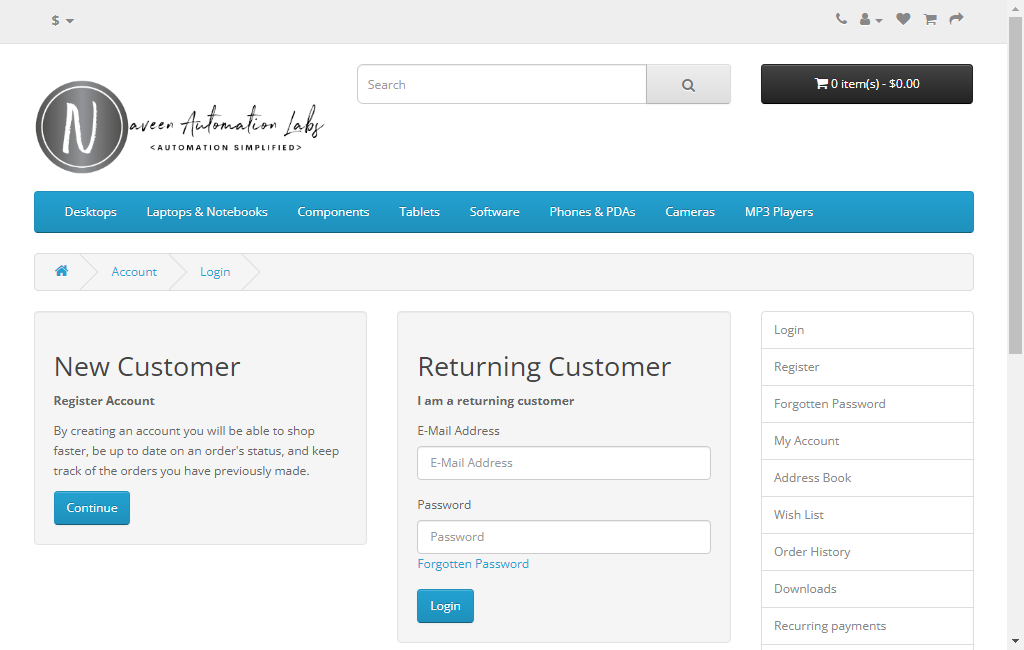 $
Search
0 item(s) - $0.00
N
aveen Automation Labs
<AUTOMATION SIMPLIFIED>
Desktops Laptops & Notebooks Components Tablets Software Phones & PDAs Cameras MP3 Players
Account Login
New Customer
Register Account
By creating an account you will be able to shop
faster, be up to date on an order's status, and keep
track of the orders you have previously made.
Continue
Returning Customer
I am a returning customer
E-Mail Address
E-Mail Address
Password
Password
Forgotten Password
Login
Login
Register
Forgotten Password
My Account
Address Book
Wish List
Order History
Downloads
Recurring payments